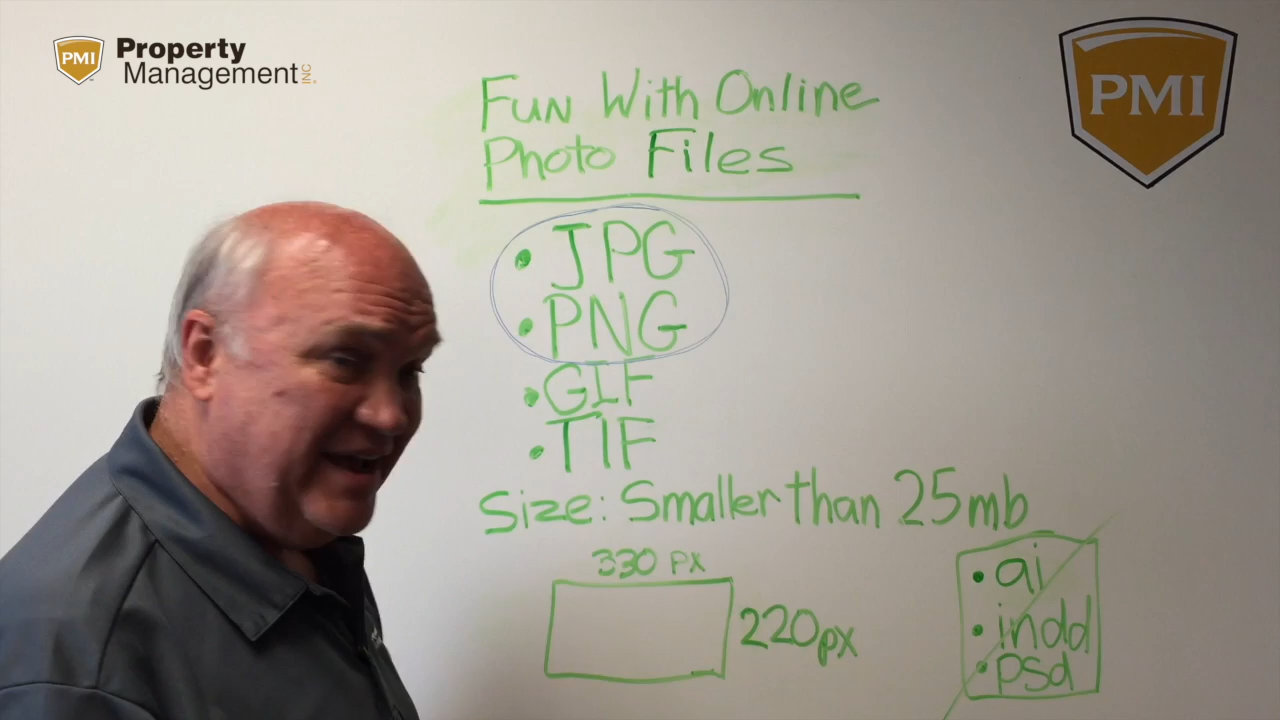 PMI
Property
Management INC.
PMI
Fun With Online
Photo Files
• JPG
• PNG
• GIF
• TIF
Size: Smaller than 25mb
330 PX
220px
• ai
• indd
• psd